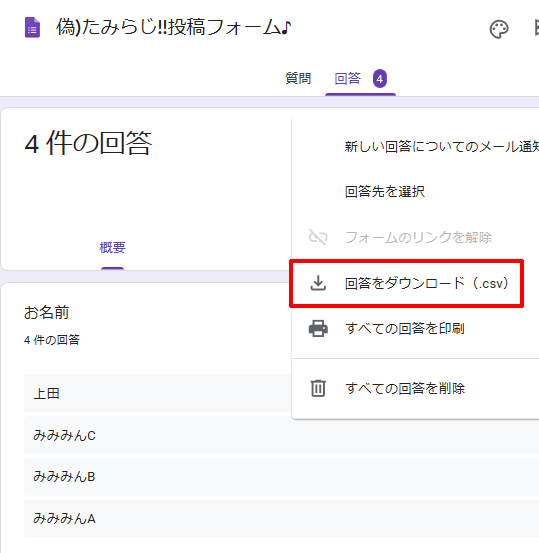 偽)たみらじ!!投稿フォーム♪
質問 回答 4
4 件の回答
概要
新しい回答についてのメール通知
回答先を選択
フォームのリンクを解除
回答をダウンロード（.csv）
すべての回答を印刷
すべての回答を削除
お名前
4 件の回答
上田
みみみんC
みみみんB
みみみんA